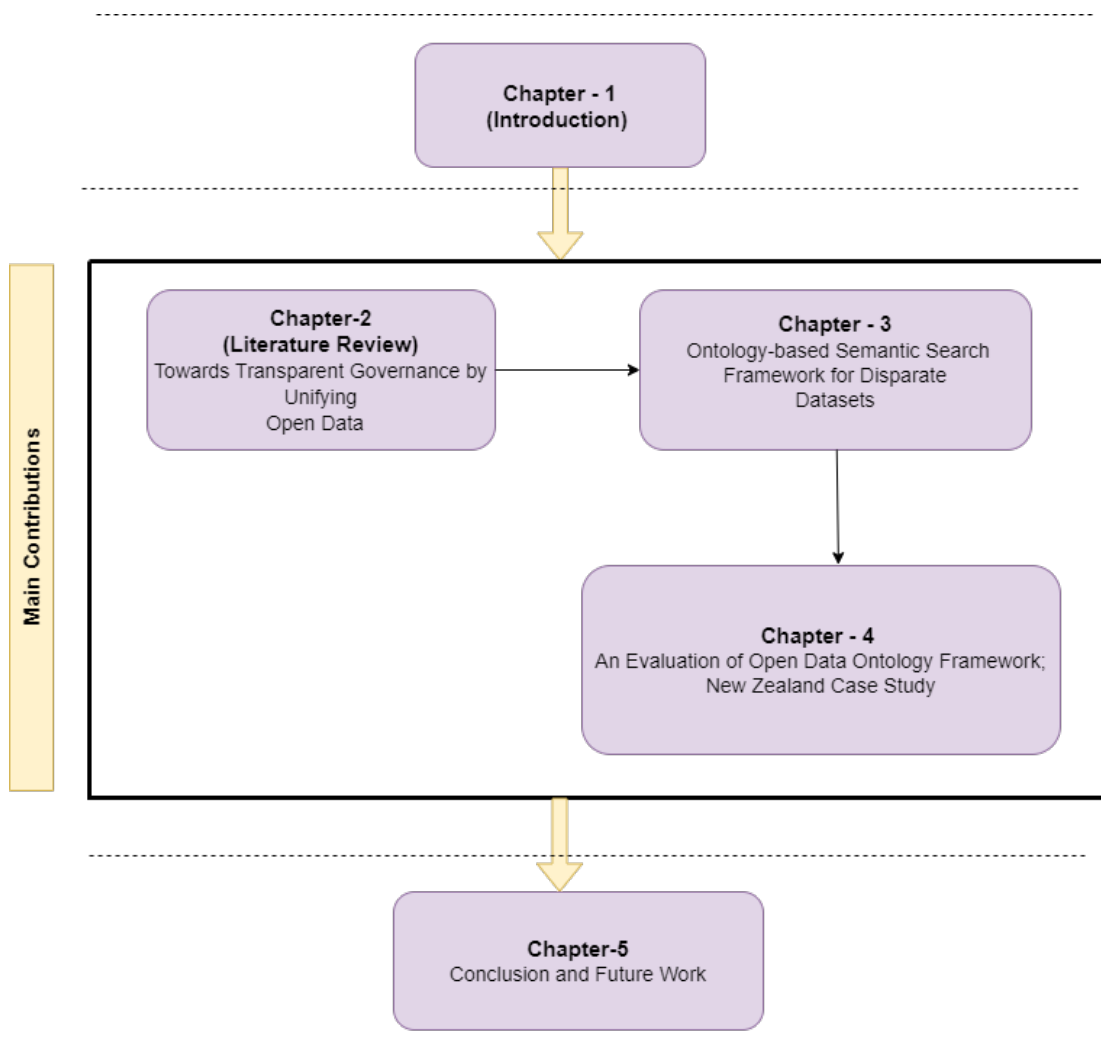 Chapter - 1
(Introduction)
Main Contributions
Chapter-2
(Literature Review)
Towards Transparent Governance by
Unifying
Open Data
Chapter - 3
Ontology-based Semantic Search
Framework for Disparate
Datasets
Chapter - 4
An Evaluation of Open Data Ontology Framework;
New Zealand Case Study
Chapter-5
Conclusion and Future Work